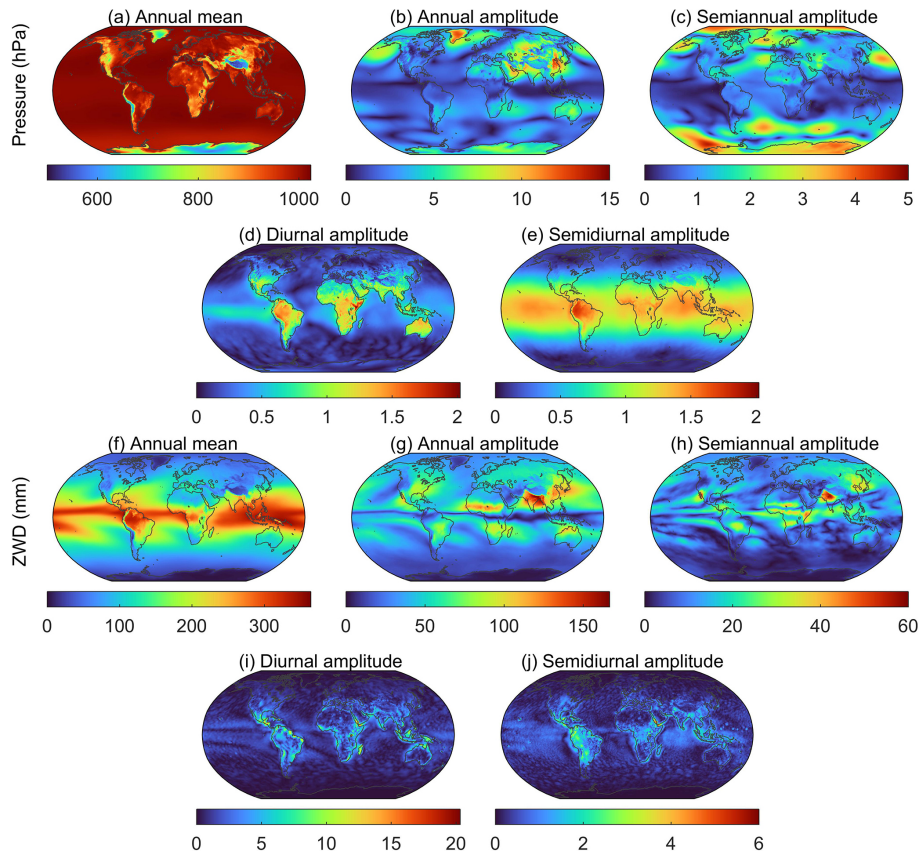 (a) Annual mean
(b) Annual amplitude
(c) Semiannual amplitude
Pressure (hPa)
600 800 1000
0 5 10 15
0 1 2 3 4 5
(d) Diurnal amplitude
(e) Semidiurnal amplitude
0 0.5 1 1.5 2
0 0.5 1 1.5 2
(f) Annual mean
(g) Annual amplitude
(h) Semiannual amplitude
ZWD (mm)
0 100 200 300
0 50 100 150
0 20 40 60
(i) Diurnal amplitude
(j) Semidiurnal amplitude
0 5 10 15 20
0 2 4 6